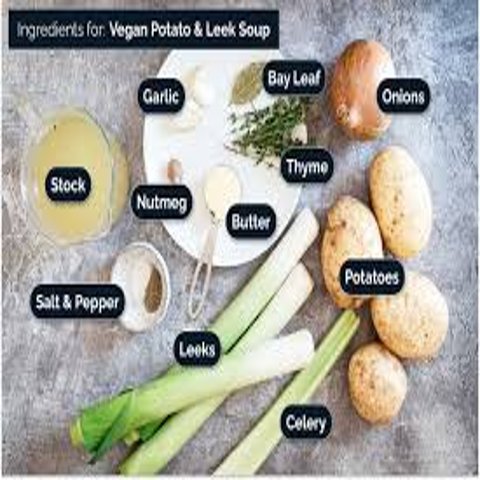 Ingredients for: Vegan Potato & Leek Soup
Bay Leaf
Garlic
Onions
Thyme
Stock
Nutmeg
Butter
Potatoes
Salt & Pepper
Leeks
Celery